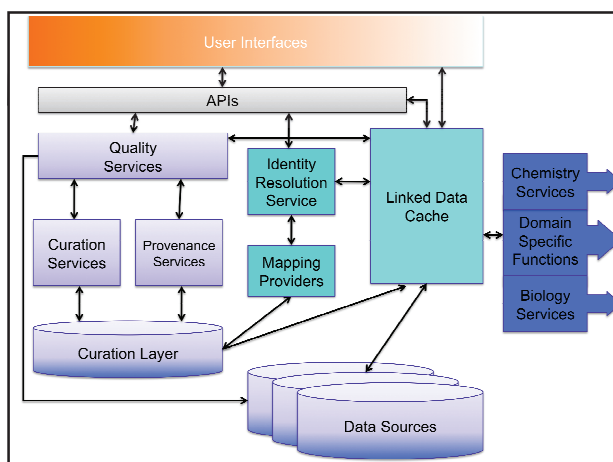 User Interfaces
APIs
Quality
Services
Identity
Resolution
Service
Linked Data
Cache
Chemistry
Services
Domain
Specific
Functions
Biology
Services
Curation
Services
Provenance
Services
Mapping
Providers
Curation Layer
Data Sources